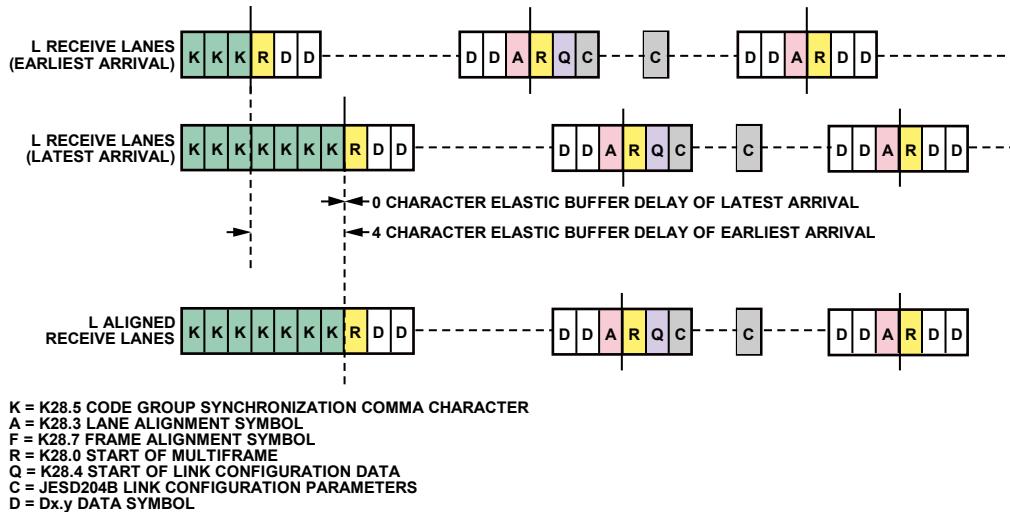 L RECEIVE LANES
(EARLIEST ARRIVAL)
K K K R D D
D D A R Q C
C
D D A R D D
L RECEIVE LANES
(LATEST ARRIVAL)
K K K K K K K R D D
D D A R Q C
C
D D A R D D
0 CHARACTER ELASTIC BUFFER DELAY OF LATEST ARRIVAL
4 CHARACTER ELASTIC BUFFER DELAY OF EARLIEST ARRIVAL
L ALIGNED
RECEIVE LANES
K K K K K K K R D D
D D A R Q C
C
D D A R D D
K = K28.5 CODE GROUP SYNCHRONIZATION COMMA CHARACTER
A = K28.3 LANE ALIGNMENT SYMBOL
F = K28.7 FRAME ALIGNMENT SYMBOL
R = K28.0 START OF MULTIFRAME
Q = K28.4 START OF LINK CONFIGURATION DATA
C = JESD204B LINK CONFIGURATION PARAMETERS
D = Dx.y DATA SYMBOL